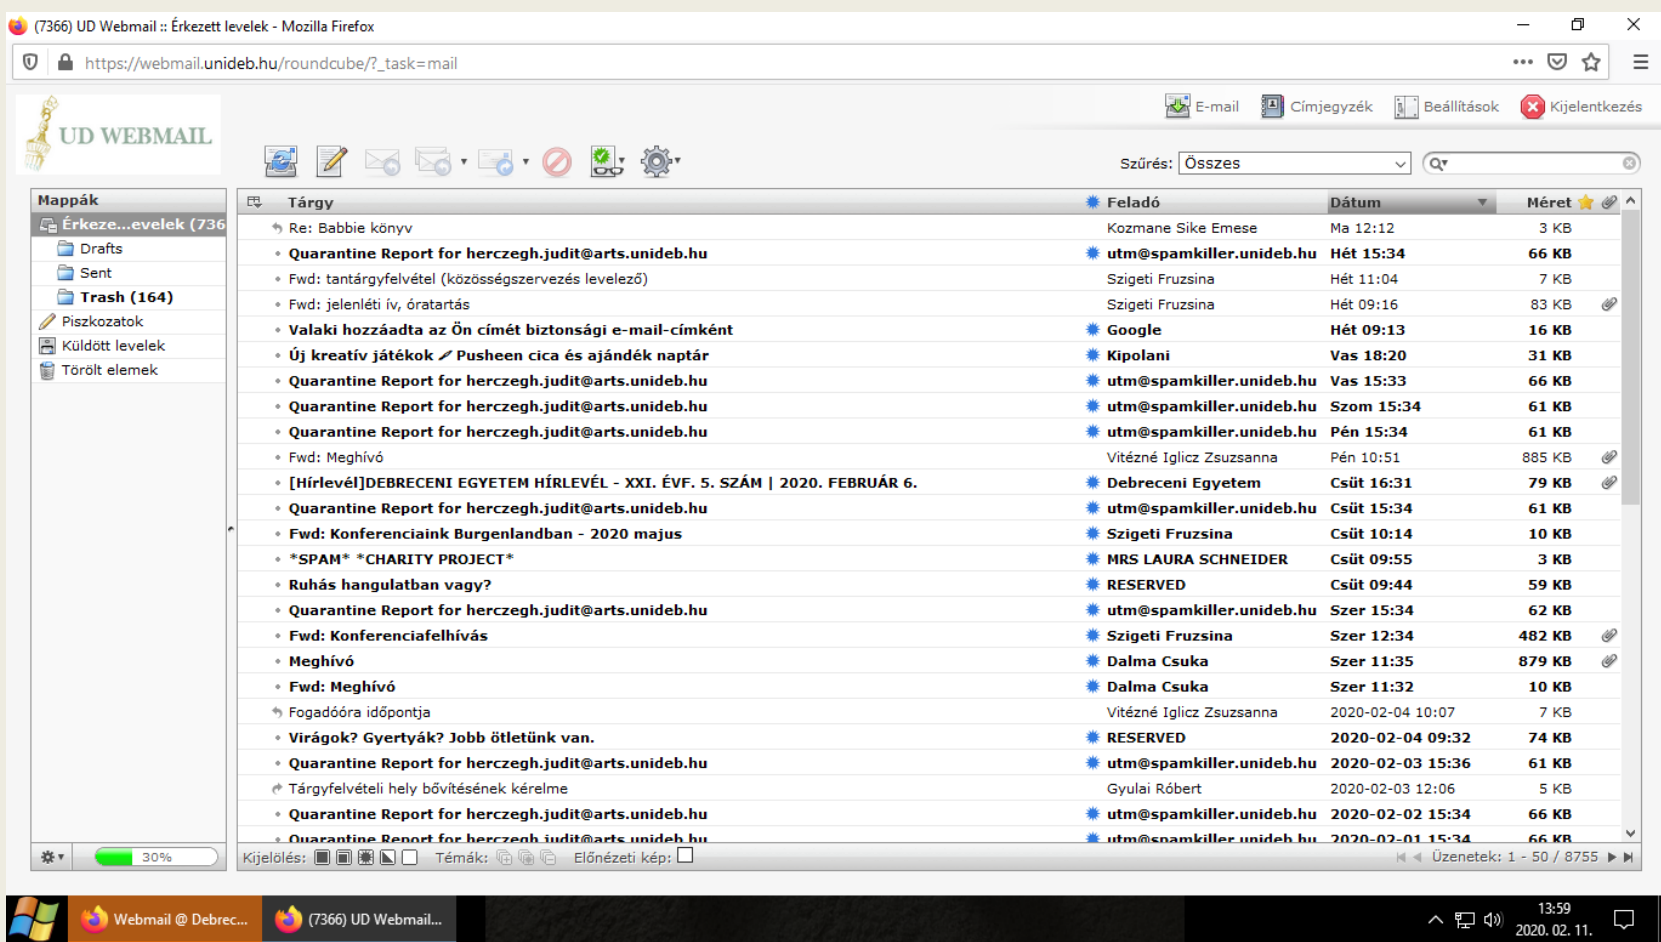 (7366) UD Webmail :: Érkezett levelek - Mozilla Firefox
https://webmail.unideb.hu/roundcube/?_task=mail
UD WEBMAIL
E-mail Címjegyzék Beállítások Kijelentkezés
Szűrés: Összes
Mappák
Érkeze...evelek (736
Drafts
Sent
Trash (164)
Piszkozatok
Küldött levelek
Törölt elemek
Tárgy Feladó Dátum Méret
Re: Babbie könyv Kozmane Sike Emese Ma 12:12 3 KB
Quarantine Report for herczegh.judit@arts.unideb.hu utm@spamkiller.unideb.hu Hét 15:34 66 KB
Fwd: tantárgyfelvétel (közösségszervezés levelező) Szigeti Fruzsina Hét 11:04 7 KB
Fwd: jelenléti ív, óratartás Szigeti Fruzsina Hét 09:16 83 KB
Valaki hozzáadta az Ön címét biztonsági e-mail-címként Google Hét 09:13 16 KB
Új kreatív játékok Pusheen cica és ajándék naptár Kipolani Vas 18:20 31 KB
Quarantine Report for herczegh.judit@arts.unideb.hu utm@spamkiller.unideb.hu Vas 15:33 66 KB
Quarantine Report for herczegh.judit@arts.unideb.hu utm@spamkiller.unideb.hu Szom 15:34 61 KB
Quarantine Report for herczegh.judit@arts.unideb.hu utm@spamkiller.unideb.hu Pén 15:34 61 KB
Fwd: Meghívó Vitézné Iglicz Zsuzsanna Pén 10:51 885 KB
[Hírlevél]DEBRECENI EGYETEM HÍRLEVÉL - XXI. ÉVF. 5. SZÁM | 2020. FEBRUÁR 6. Debreceni Egyetem Csüt 16:31 79 KB
Quarantine Report for herczegh.judit@arts.unideb.hu utm@spamkiller.unideb.hu Csüt 15:34 61 KB
Fwd: Konferenciaink Burgenlandban - 2020 majus Szigeti Fruzsina Csüt 10:14 10 KB
*SPAM* *CHARITY PROJECT* MRS LAURA SCHNEIDER Csüt 09:55 3 KB
Ruhás hangulatban vagy? RESERVED Csüt 09:44 59 KB
Quarantine Report for herczegh.judit@arts.unideb.hu utm@spamkiller.unideb.hu Szer 15:34 62 KB
Fwd: Konferenciafelhívás Szigeti Fruzsina Szer 12:34 482 KB
Meghívó Dalma Csuka Szer 11:35 879 KB
Fwd: Meghívó Dalma Csuka Szer 11:32 10 KB
Fogadóóra időpontja Vitézné Iglicz Zsuzsanna 2020-02-04 10:07 7 KB
Virágok? Gyertyák? Jobb ötletünk van. RESERVED 2020-02-04 09:32 74 KB
Quarantine Report for herczegh.judit@arts.unideb.hu utm@spamkiller.unideb.hu 2020-02-03 15:36 61 KB
Tárgyfelvételi hely bővítésének kérelme Gyulai Róbert 2020-02-03 12:06 5 KB
Quarantine Report for herczegh.judit@arts.unideb.hu utm@spamkiller.unideb.hu 2020-02-02 15:34 66 KB
Quarantine Report for herczegh.judit@arts.unideb.hu utm@spamkiller.unideb.hu 2020-02-01 15:34 66 KB
30% Kijelölés: Témák: Előnézeti kép: Üzenetek: 1 - 50 / 8755
Webmail @ Debrec... (7366) UD Webmail... 13:59
2020. 02. 11.